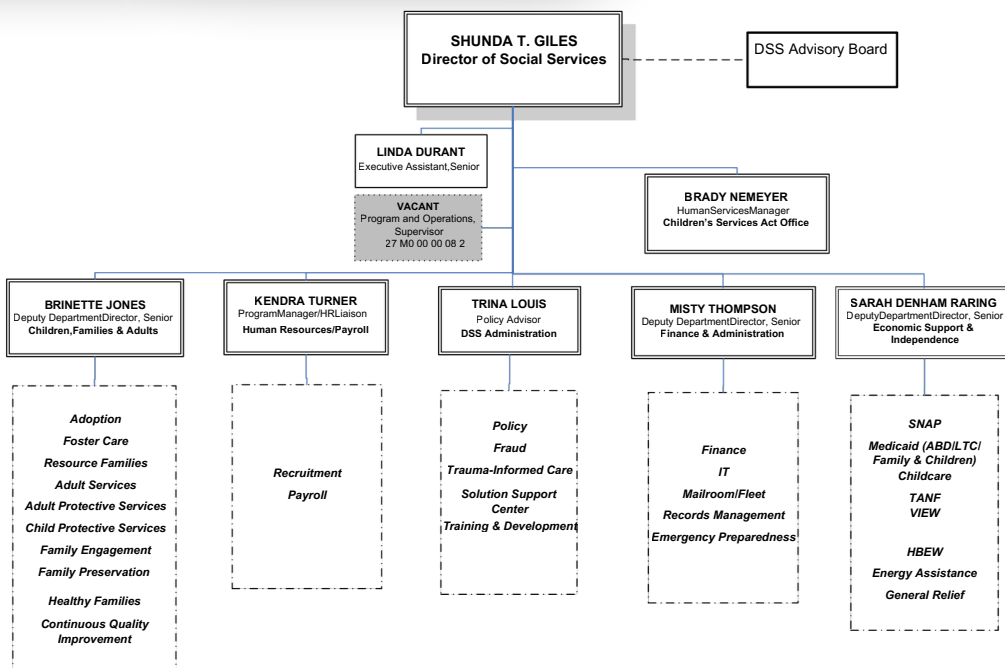 SHUNDA T. GILES
Director of Social Services
DSS Advisory Board
LINDA DURANT
Executive Assistant,Senior
VACANT
Program and Operations,
Supervisor
27 M0 00 00 08 2
BRADY NEMEYER
HumanServicesManager
Children's Services Act Office
BRINETTE JONES
Deputy DepartmentDirector, Senior
Children,Families & Adults
KENDRA TURNER
ProgramManager/HRLiaison
Human Resources/Payroll
TRINA LOUIS
Policy Advisor
DSS Administration
MISTY THOMPSON
Deputy DepartmentDirector, Senior
Finance & Administration
SARAH DENHAM RARING
DeputyDepartmentDirector, Senior
Economic Support &
Independence
Adoption
Foster Care
Resource Families
Adult Services
Adult Protective Services
Child Protective Services
Family Engagement
Family Preservation
Healthy Families
Continuous Quality
Improvement
Recruitment
Payroll
Policy
Fraud
Trauma-Informed Care
Solution Support
Center
Training & Development
Finance
IT
Mailroom/Fleet
Records Management
Emergency Preparedness
SNAP
Medicaid (ABD/LTC/
Family & Children)
Childcare
TANF
VIEW
HBEW
Energy Assistance
General Relief